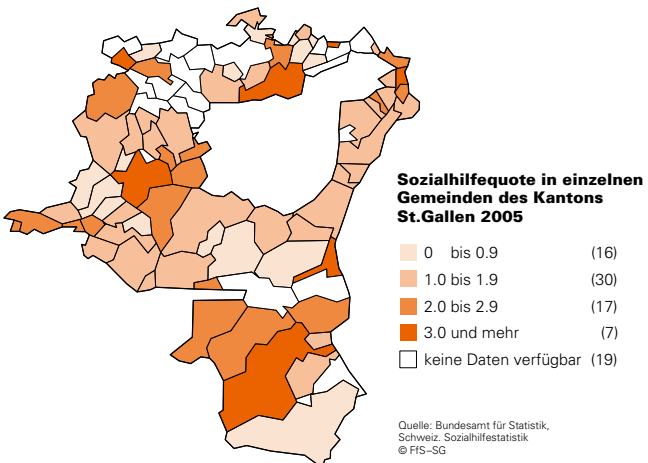 Sozialhilfequote in einzelnen
Gemeinden des Kantons
St.Gallen 2005
0 bis 0.9 (16)
1.0 bis 1.9 (30)
2.0 bis 2.9 (17)
3.0 und mehr (7)
keine Daten verfügbar (19)
Quelle: Bundesamt für Statistik,
Schweiz. Sozialhilfestatistik
© FfS–SG